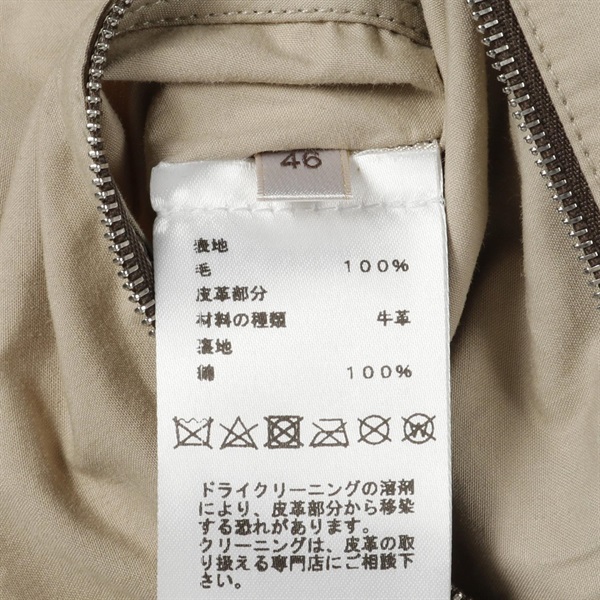 46
表地
毛 100%
皮革部分
材料の種類 牛革
裏地
綿 100%
ドライクリーニングの溶剤
により、皮革部分から移染
する恐れがあります。
クリーニングは、皮革の取
り扱える専門店にご相談下
さい。